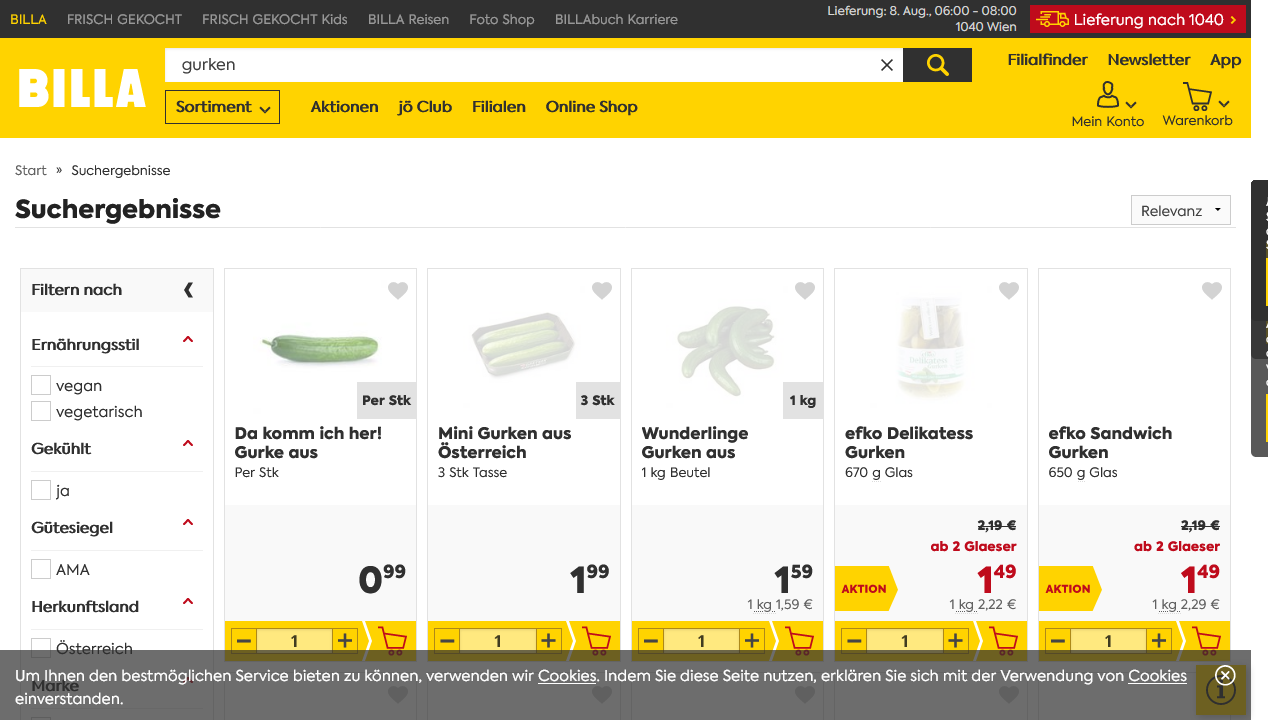 BILLA FRISCH GEKOCHT FRISCH GEKOCHT Kids BILLA Reisen Foto Shop BILLAbuch Karriere
Lieferung: 8. Aug., 06:00 - 08:00
1040 Wien
Lieferung nach 1040
BILLA
gurken
Filialfinder Newsletter App
Sortiment Aktionen jö Club Filialen Online Shop
Mein Konto Warenkorb
Start » Suchergebnisse
Suchergebnisse
Relevanz
Filtern nach
Ernährungsstil
vegan
vegetarisch
Gekühlt
ja
Gütesiegel
AMA
Herkunftsland
Österreich
Marke
Per Stk
Da komm ich her!
Gurke aus
Per Stk
0 99
1
3 Stk
Mini Gurken aus
Österreich
3 Stk Tasse
1 99
1
1 kg
Wunderlinge
Gurken aus
1 kg Beutel
1 59
1 kg 1,59 €
1
efko Delikatess
Gurken
670 g Glas
2,19 €
ab 2 Glaeser
AKTION
1 49
1 kg 2,22 €
1
efko Sandwich
Gurken
650 g Glas
2,19 €
ab 2 Glaeser
AKTION
1 49
1 kg 2,29 €
1
Um Ihnen den bestmöglichen Service bieten zu können, verwenden wir Cookies. Indem Sie diese Seite nutzen, erklären Sie sich mit der Verwendung von Cookies
einverstanden.